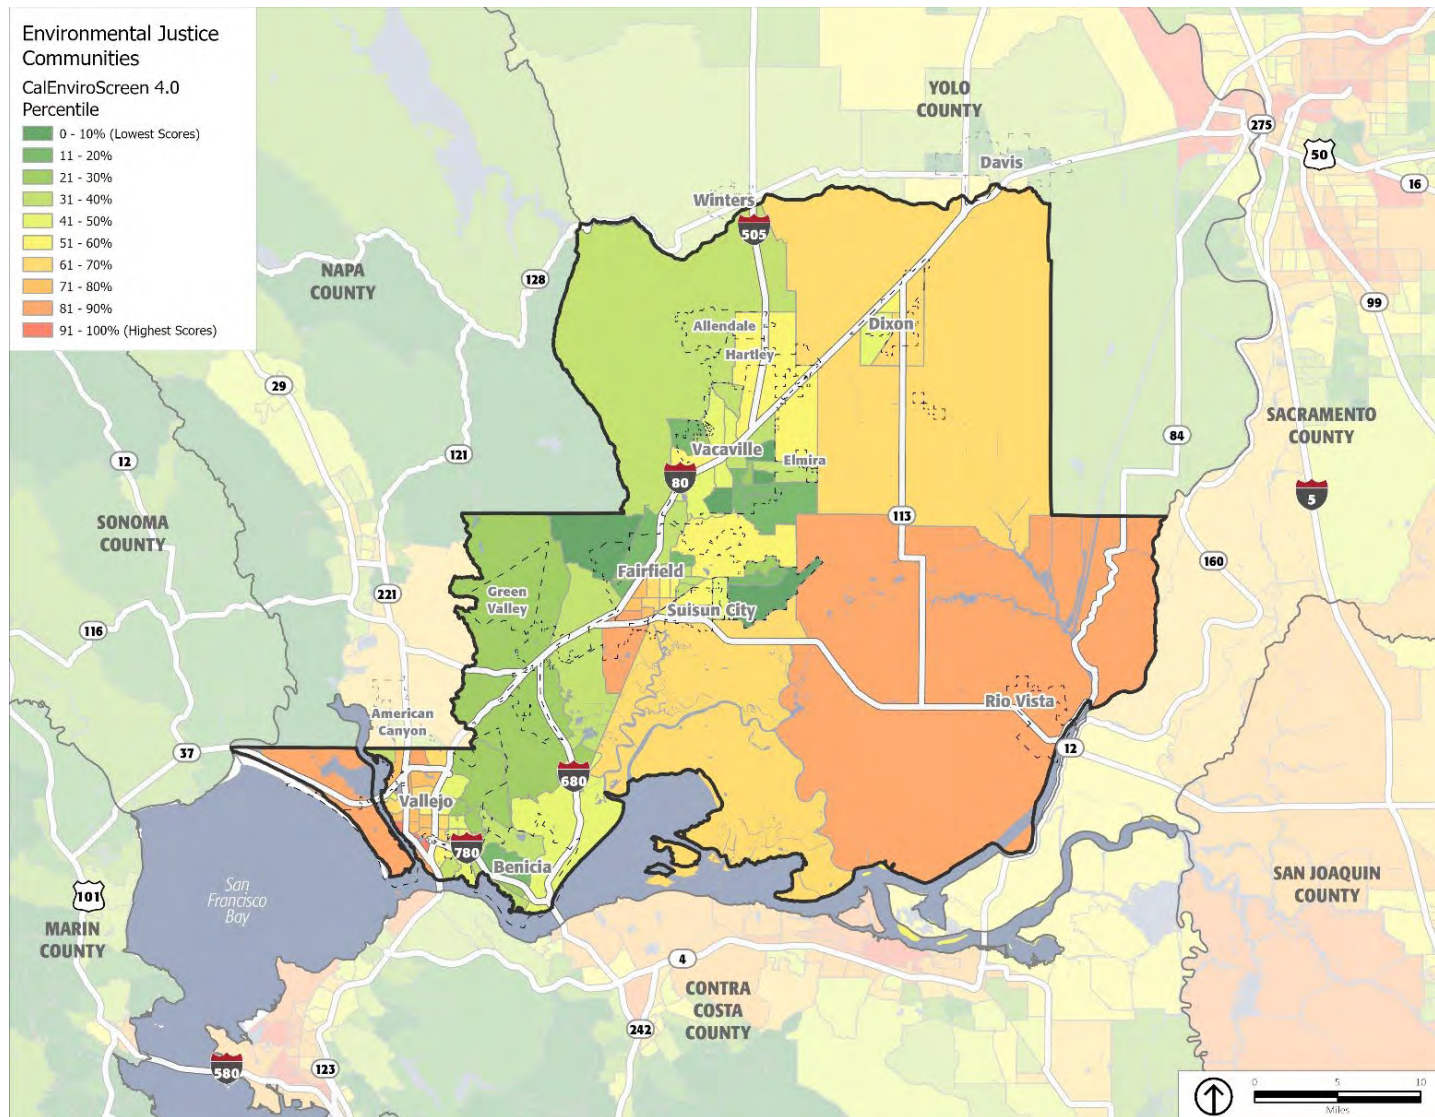 Environmental Justice
Communities
CalEnviroScreen 4.0
Percentile
0 - 10% (Lowest Scores)
11 - 20%
21 - 30%
31 - 40%
41 - 50%
51 - 60%
61 - 70%
71 - 80%
81 - 90%
91 - 100% (Highest Scores)
YOLO
COUNTY
275
50
Davis
16
Winters
505
NAPA
COUNTY
128
99
Allendale
Dixon
Hartley
29
SACRAMENTO
COUNTY
84
Vacaville
121
12
Elmira
80
5
SONOMA
COUNTY
113
160
Fairfield
221
Green
Valley
Suisun City
116
Rio Vista
American
Canyon
12
37
680
Vallejo
780
Benicia
San
Francisco
Bay
101
SAN JOAQUIN
COUNTY
MARIN
COUNTY
4
CONTRA
COSTA
COUNTY
242
580
123
0 5 10
Miles